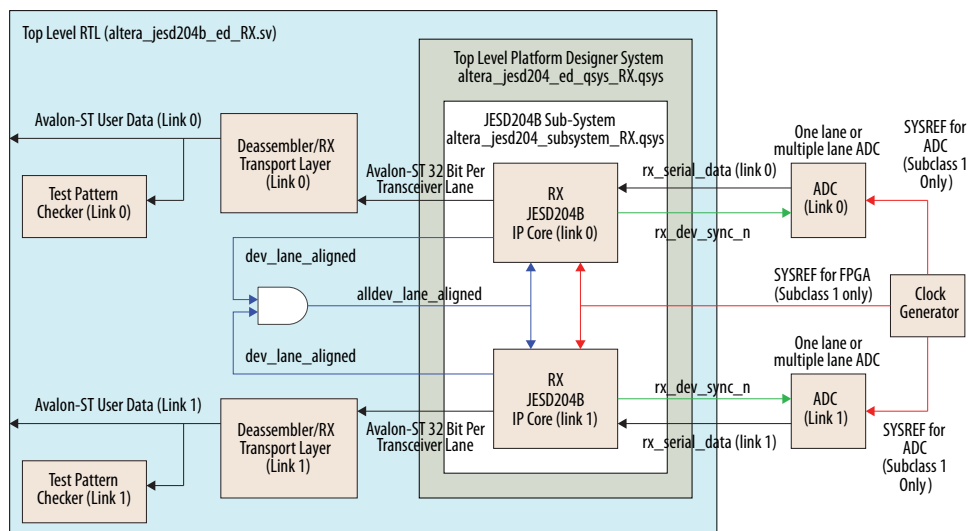 Top Level RTL (altera_jesd204b_ed_RX.sv)
Top Level Platform Designer System
altera_jesd204_ed_qsys_RX.qsys
JESD204B Sub-System
altera_jesd204_subsystem_RX.qsys
Avalon-ST User Data (Link 0)
Deassembler/RX
Transport Layer
(Link 0)
Test Pattern
Checker (Link 0)
Avalon-ST 32 Bit Per
Transceiver Lane
RX
JESD204B
IP Core (link 0)
rx_serial_data (link 0)
rx_dev_sync_n
One lane or
multiple lane ADC
ADC
(Link 0)
SYSREF for
ADC
(Subclass 1
Only)
dev_lane_aligned
alldev_lane_aligned
dev_lane_aligned
SYSREF for FPGA
(Subclass 1 only)
Clock
Generator
RX
JESD204B
IP Core (link 1)
rx_dev_sync_n
rx_serial_data (link 1)
One lane or
multiple lane ADC
ADC
(Link 1)
SYSREF for
ADC
(Subclass 1
Only)
Avalon-ST User Data (Link 1)
Deassembler/RX
Transport Layer
(Link 1)
Avalon-ST 32 Bit Per
Transceiver Lane
Test Pattern
Checker (Link 1)